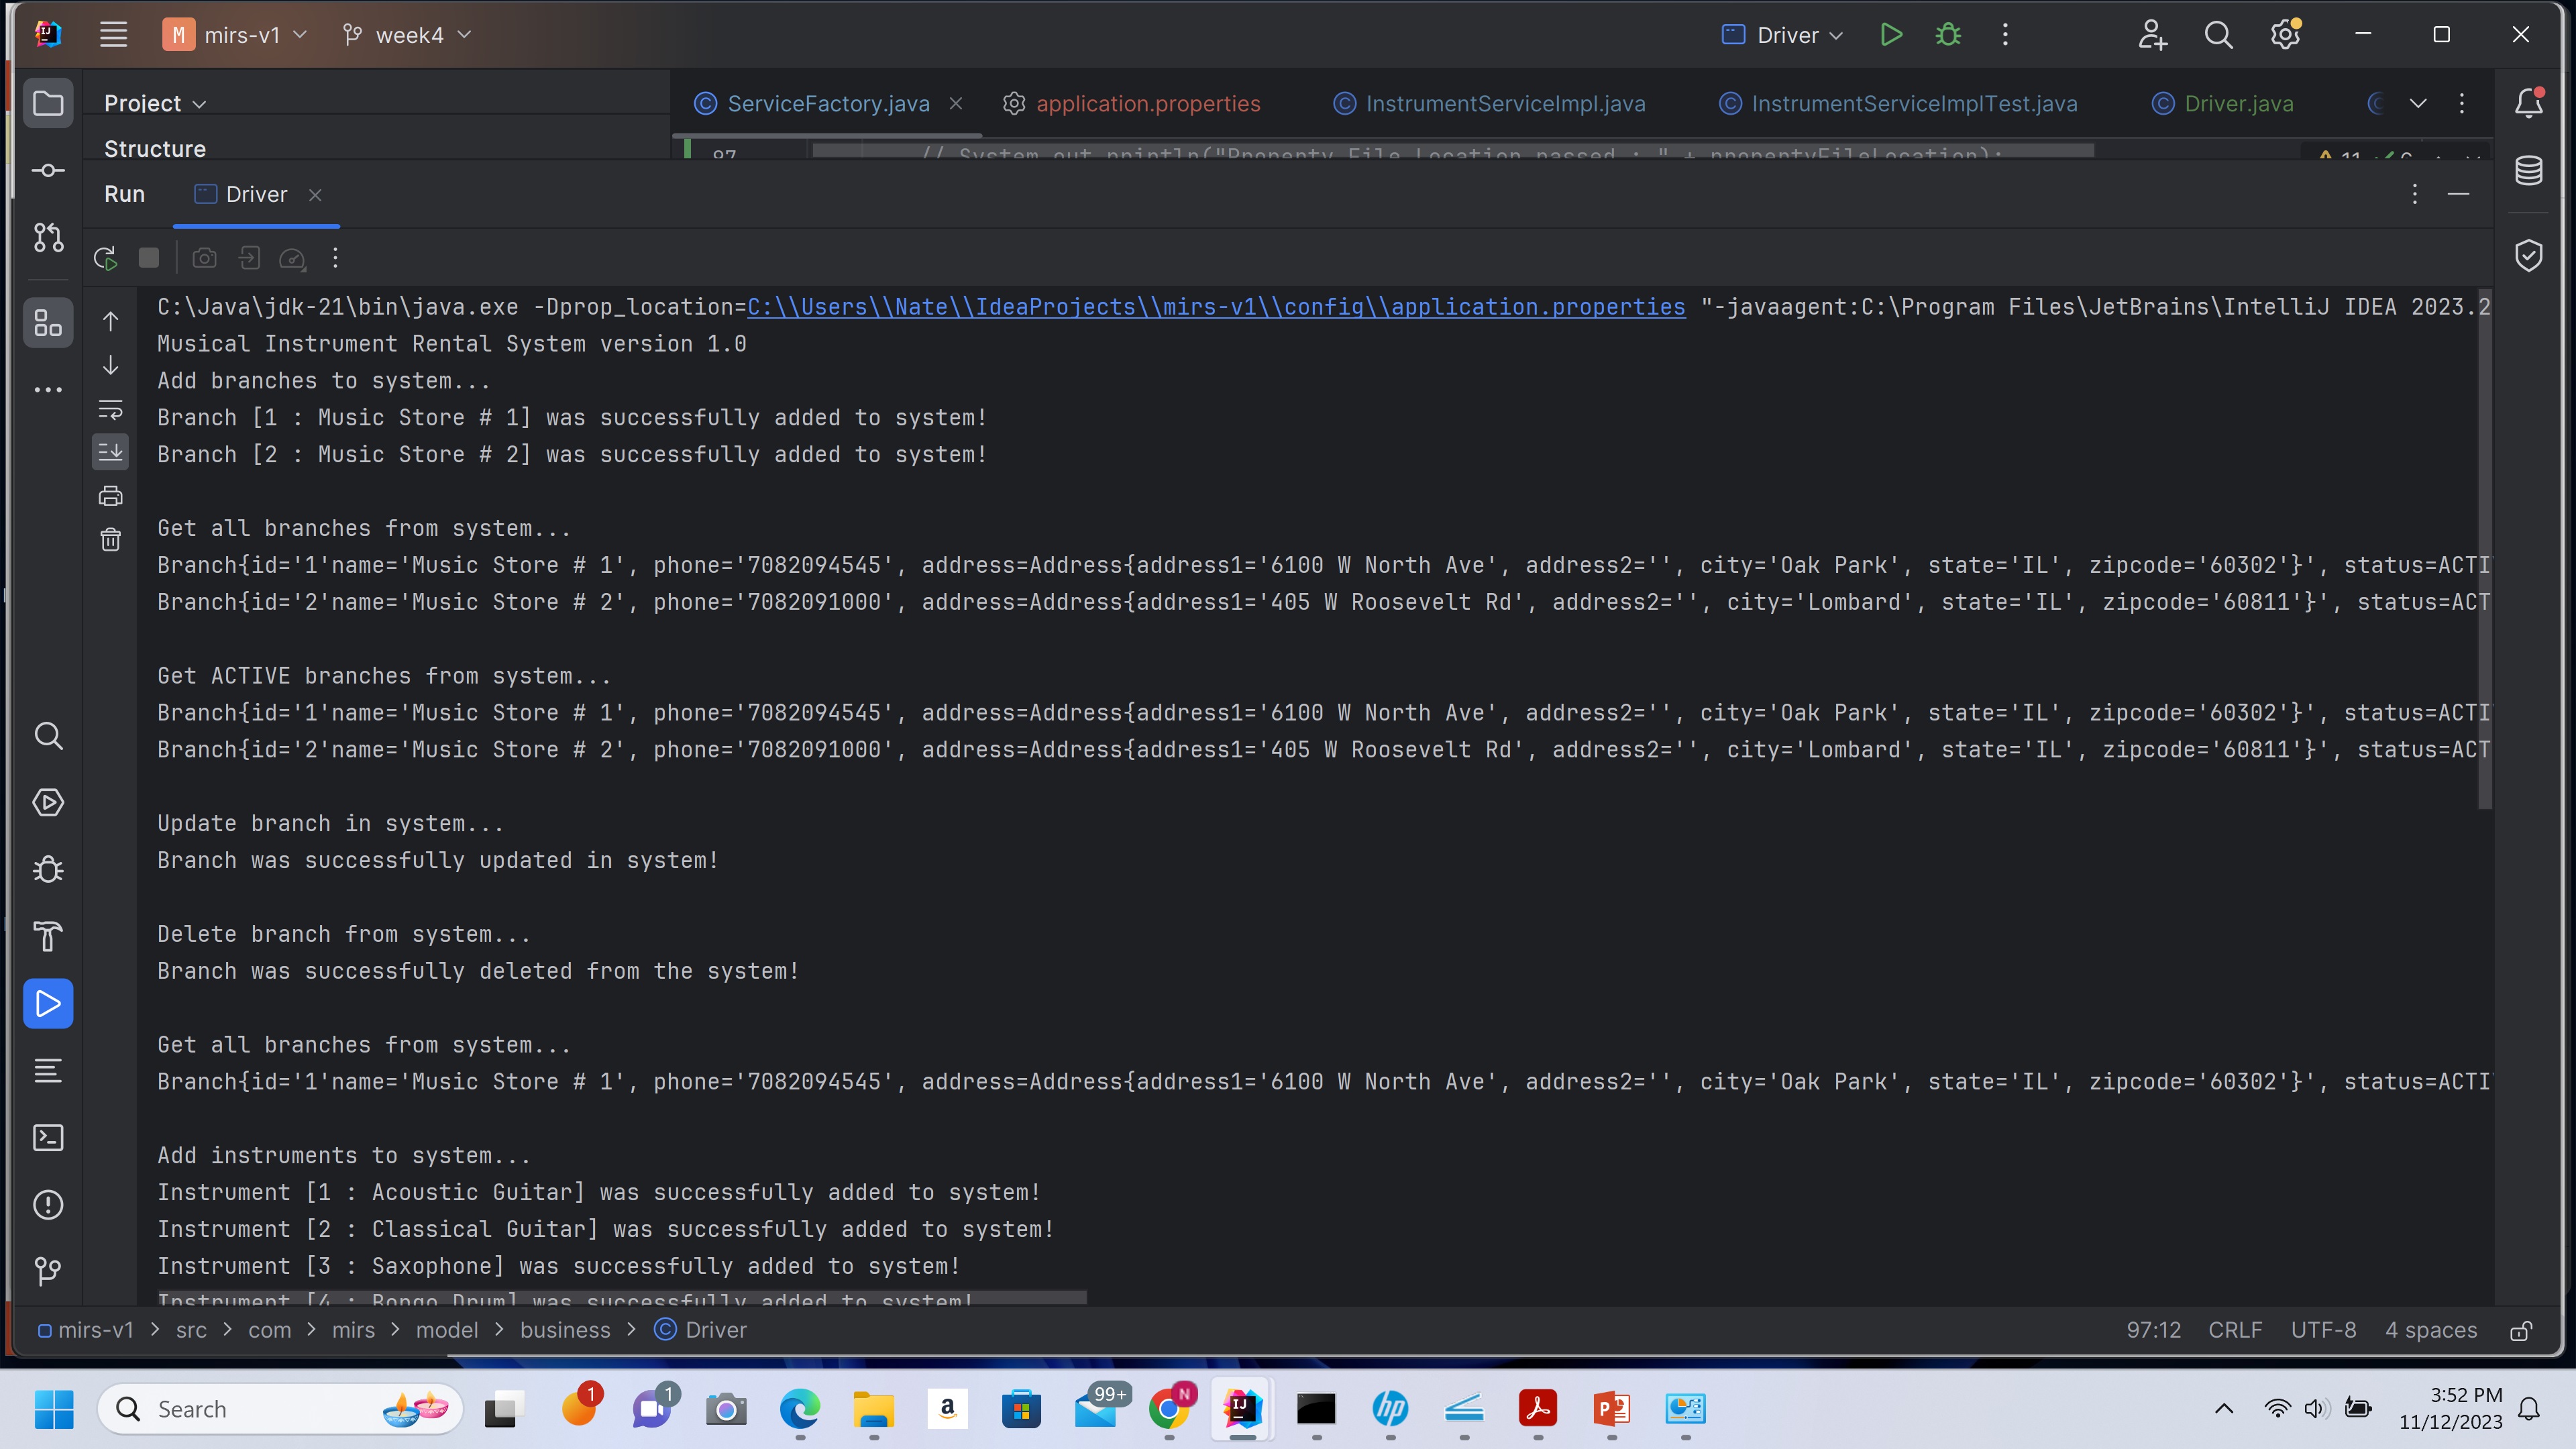 M mirs-v1 week4 Driver
Project
ServiceFactory.java application.properties InstrumentServiceImpl.java InstrumentServiceImplTest.java Driver.java
Structure
97 // System.out.println("Property File Location passed : " + propertyFileLocation);
Run Driver
C:\Java\jdk-21\bin\java.exe -Dprop_location=C:\\Users\\Nate\\IdeaProjects\\mirs-v1\\config\\application.properties "-javaagent:C:\Program Files\JetBrains\IntelliJ IDEA 2023.2
Musical Instrument Rental System version 1.0
Add branches to system...
Branch [1 : Music Store # 1] was successfully added to system!
Branch [2 : Music Store # 2] was successfully added to system!
Get all branches from system...
Branch{id='1'name='Music Store # 1', phone='7082094545', address=Address{address1='6100 W North Ave', address2='', city='Oak Park', state='IL', zipcode='60302'}', status=ACTI
Branch{id='2'name='Music Store # 2', phone='7082091000', address=Address{address1='405 W Roosevelt Rd', address2='', city='Lombard', state='IL', zipcode='60811'}', status=ACT
Get ACTIVE branches from system...
Branch{id='1'name='Music Store # 1', phone='7082094545', address=Address{address1='6100 W North Ave', address2='', city='Oak Park', state='IL', zipcode='60302'}', status=ACTI
Branch{id='2'name='Music Store # 2', phone='7082091000', address=Address{address1='405 W Roosevelt Rd', address2='', city='Lombard', state='IL', zipcode='60811'}', status=ACT
Update branch in system...
Branch was successfully updated in system!
Delete branch from system...
Branch was successfully deleted from the system!
Get all branches from system...
Branch{id='1'name='Music Store # 1', phone='7082094545', address=Address{address1='6100 W North Ave', address2='', city='Oak Park', state='IL', zipcode='60302'}', status=ACTI
Add instruments to system...
Instrument [1 : Acoustic Guitar] was successfully added to system!
Instrument [2 : Classical Guitar] was successfully added to system!
Instrument [3 : Saxophone] was successfully added to system!
Instrument [4 : Bongo Drum] was successfully added to system!
mirs-v1 > src > com > mirs > model > business > Driver 97:12 CRLF UTF-8 4 spaces
Search 1 1 99+ N 3:52 PM
11/12/2023